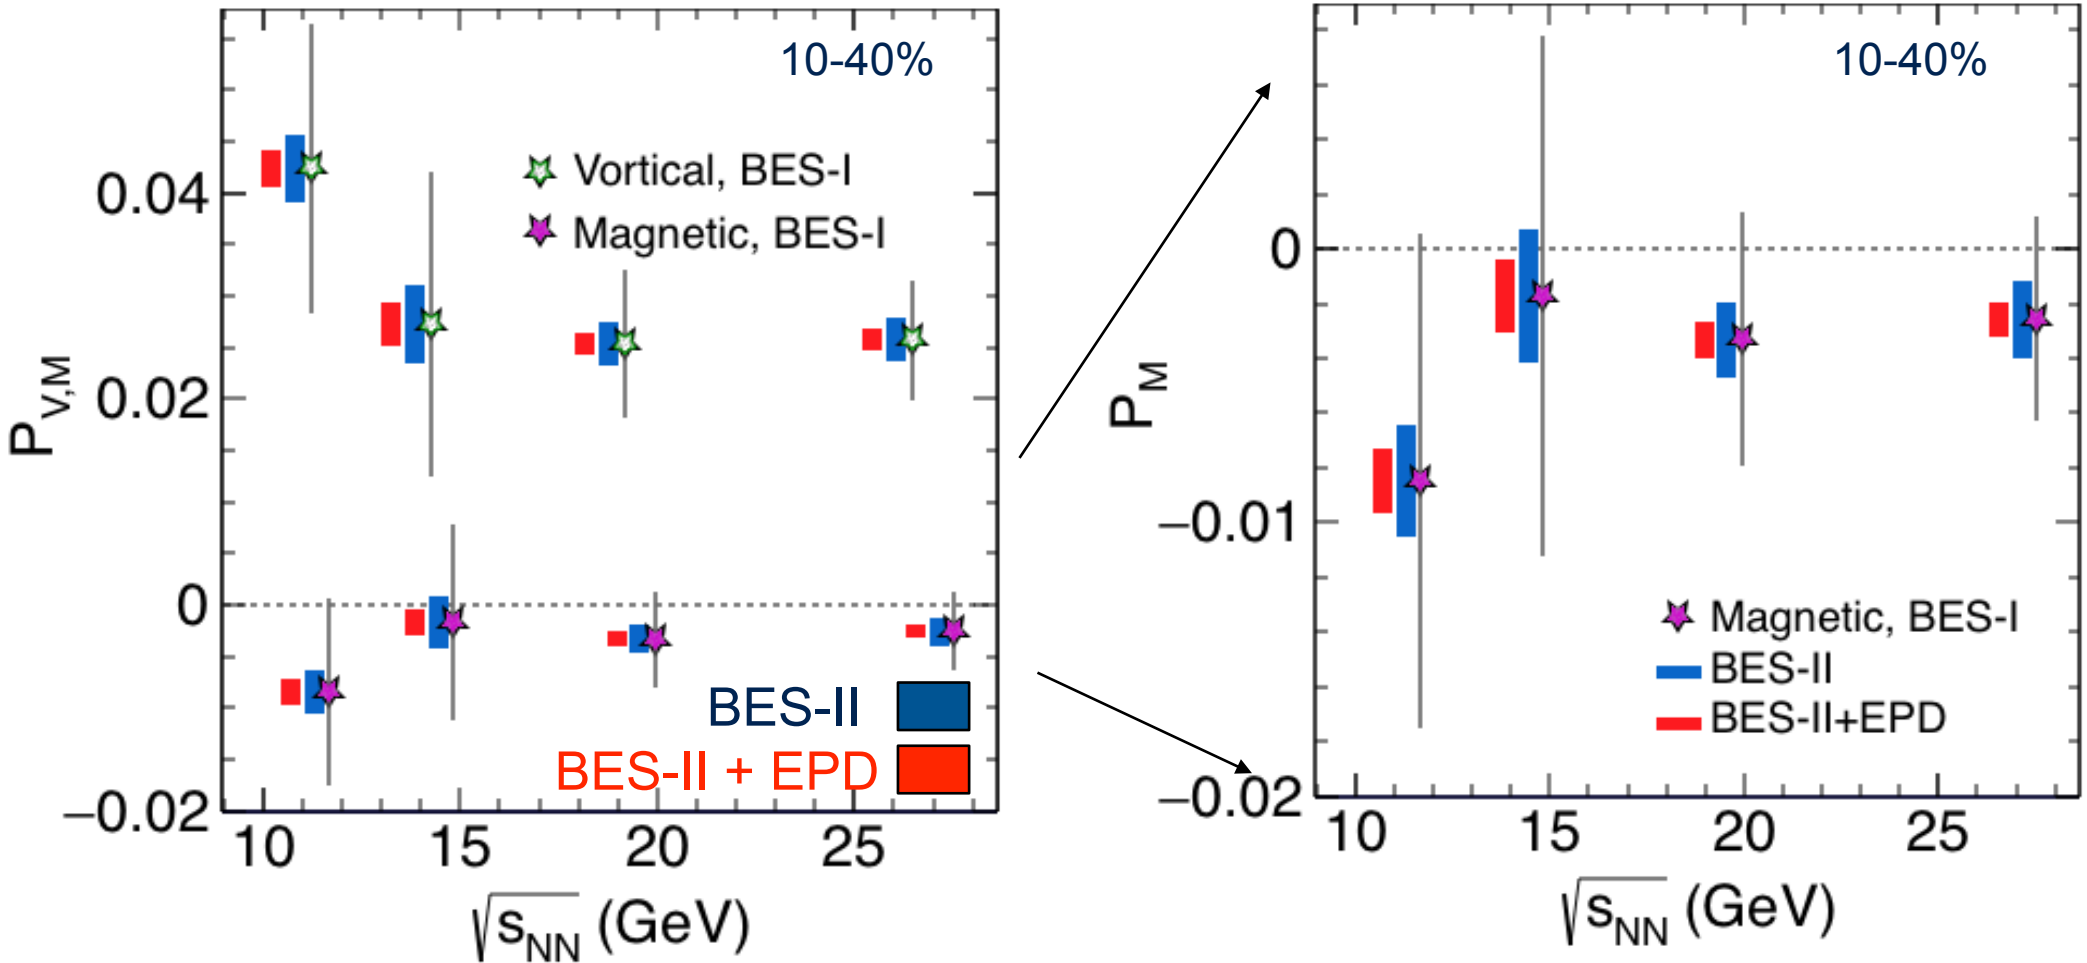 10-40%
Vortical, BES-I
Magnetic, BES-I
0.04
0.02
0
−0.02
P_V,M
BES-II
BES-II + EPD
10 15 20 25
√s_NN (GeV)
10-40%
0
−0.01
−0.02
P_M
Magnetic, BES-I
BES-II
BES-II+EPD
10 15 20 25
√s_NN (GeV)